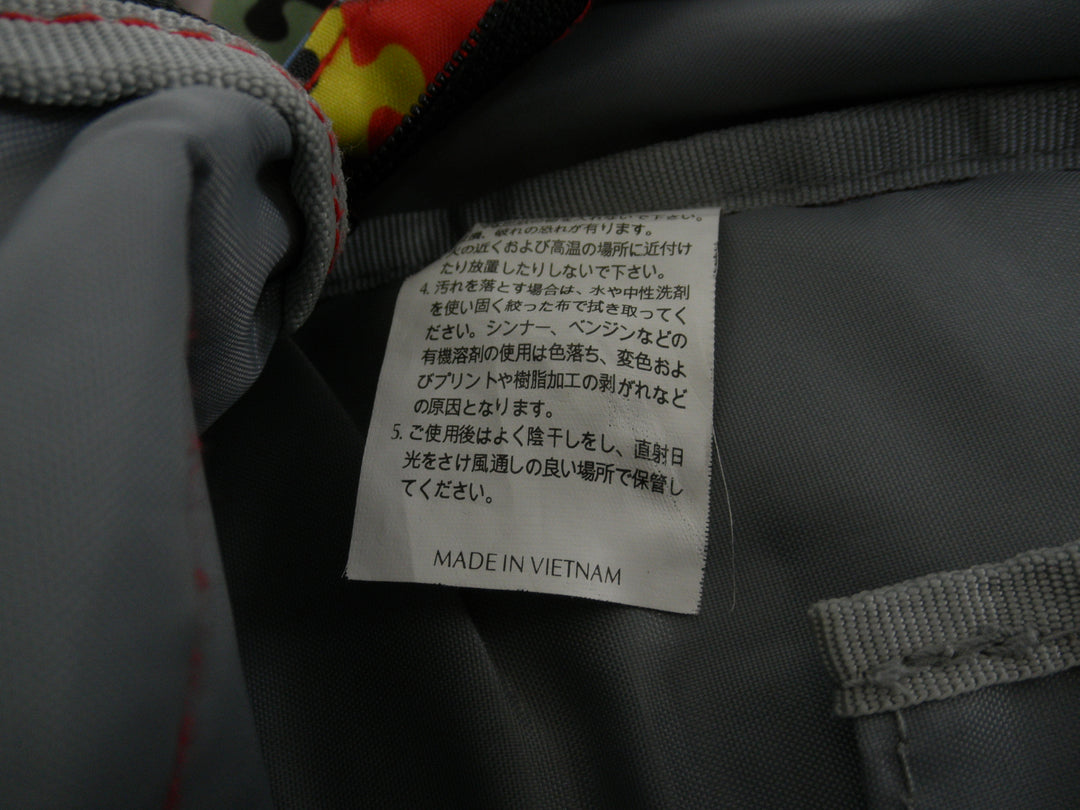 れないで下さい。
破れの恐れが有ります。
の近くおよび高温の場所に近付け
たり放置したりしないで下さい。
4. 汚れを落とす場合は、水や中性洗剤
を使い固く絞った布で拭き取ってく
ださい。シンナー、ベンジンなどの
有機溶剤の使用は色落ち、変色およ
びプリントや樹脂加工の剥がれなど
の原因となります。
5. ご使用後はよく陰干しをし、直射日
光をさけ風通しの良い場所で保管し
てください。
MADE IN VIETNAM